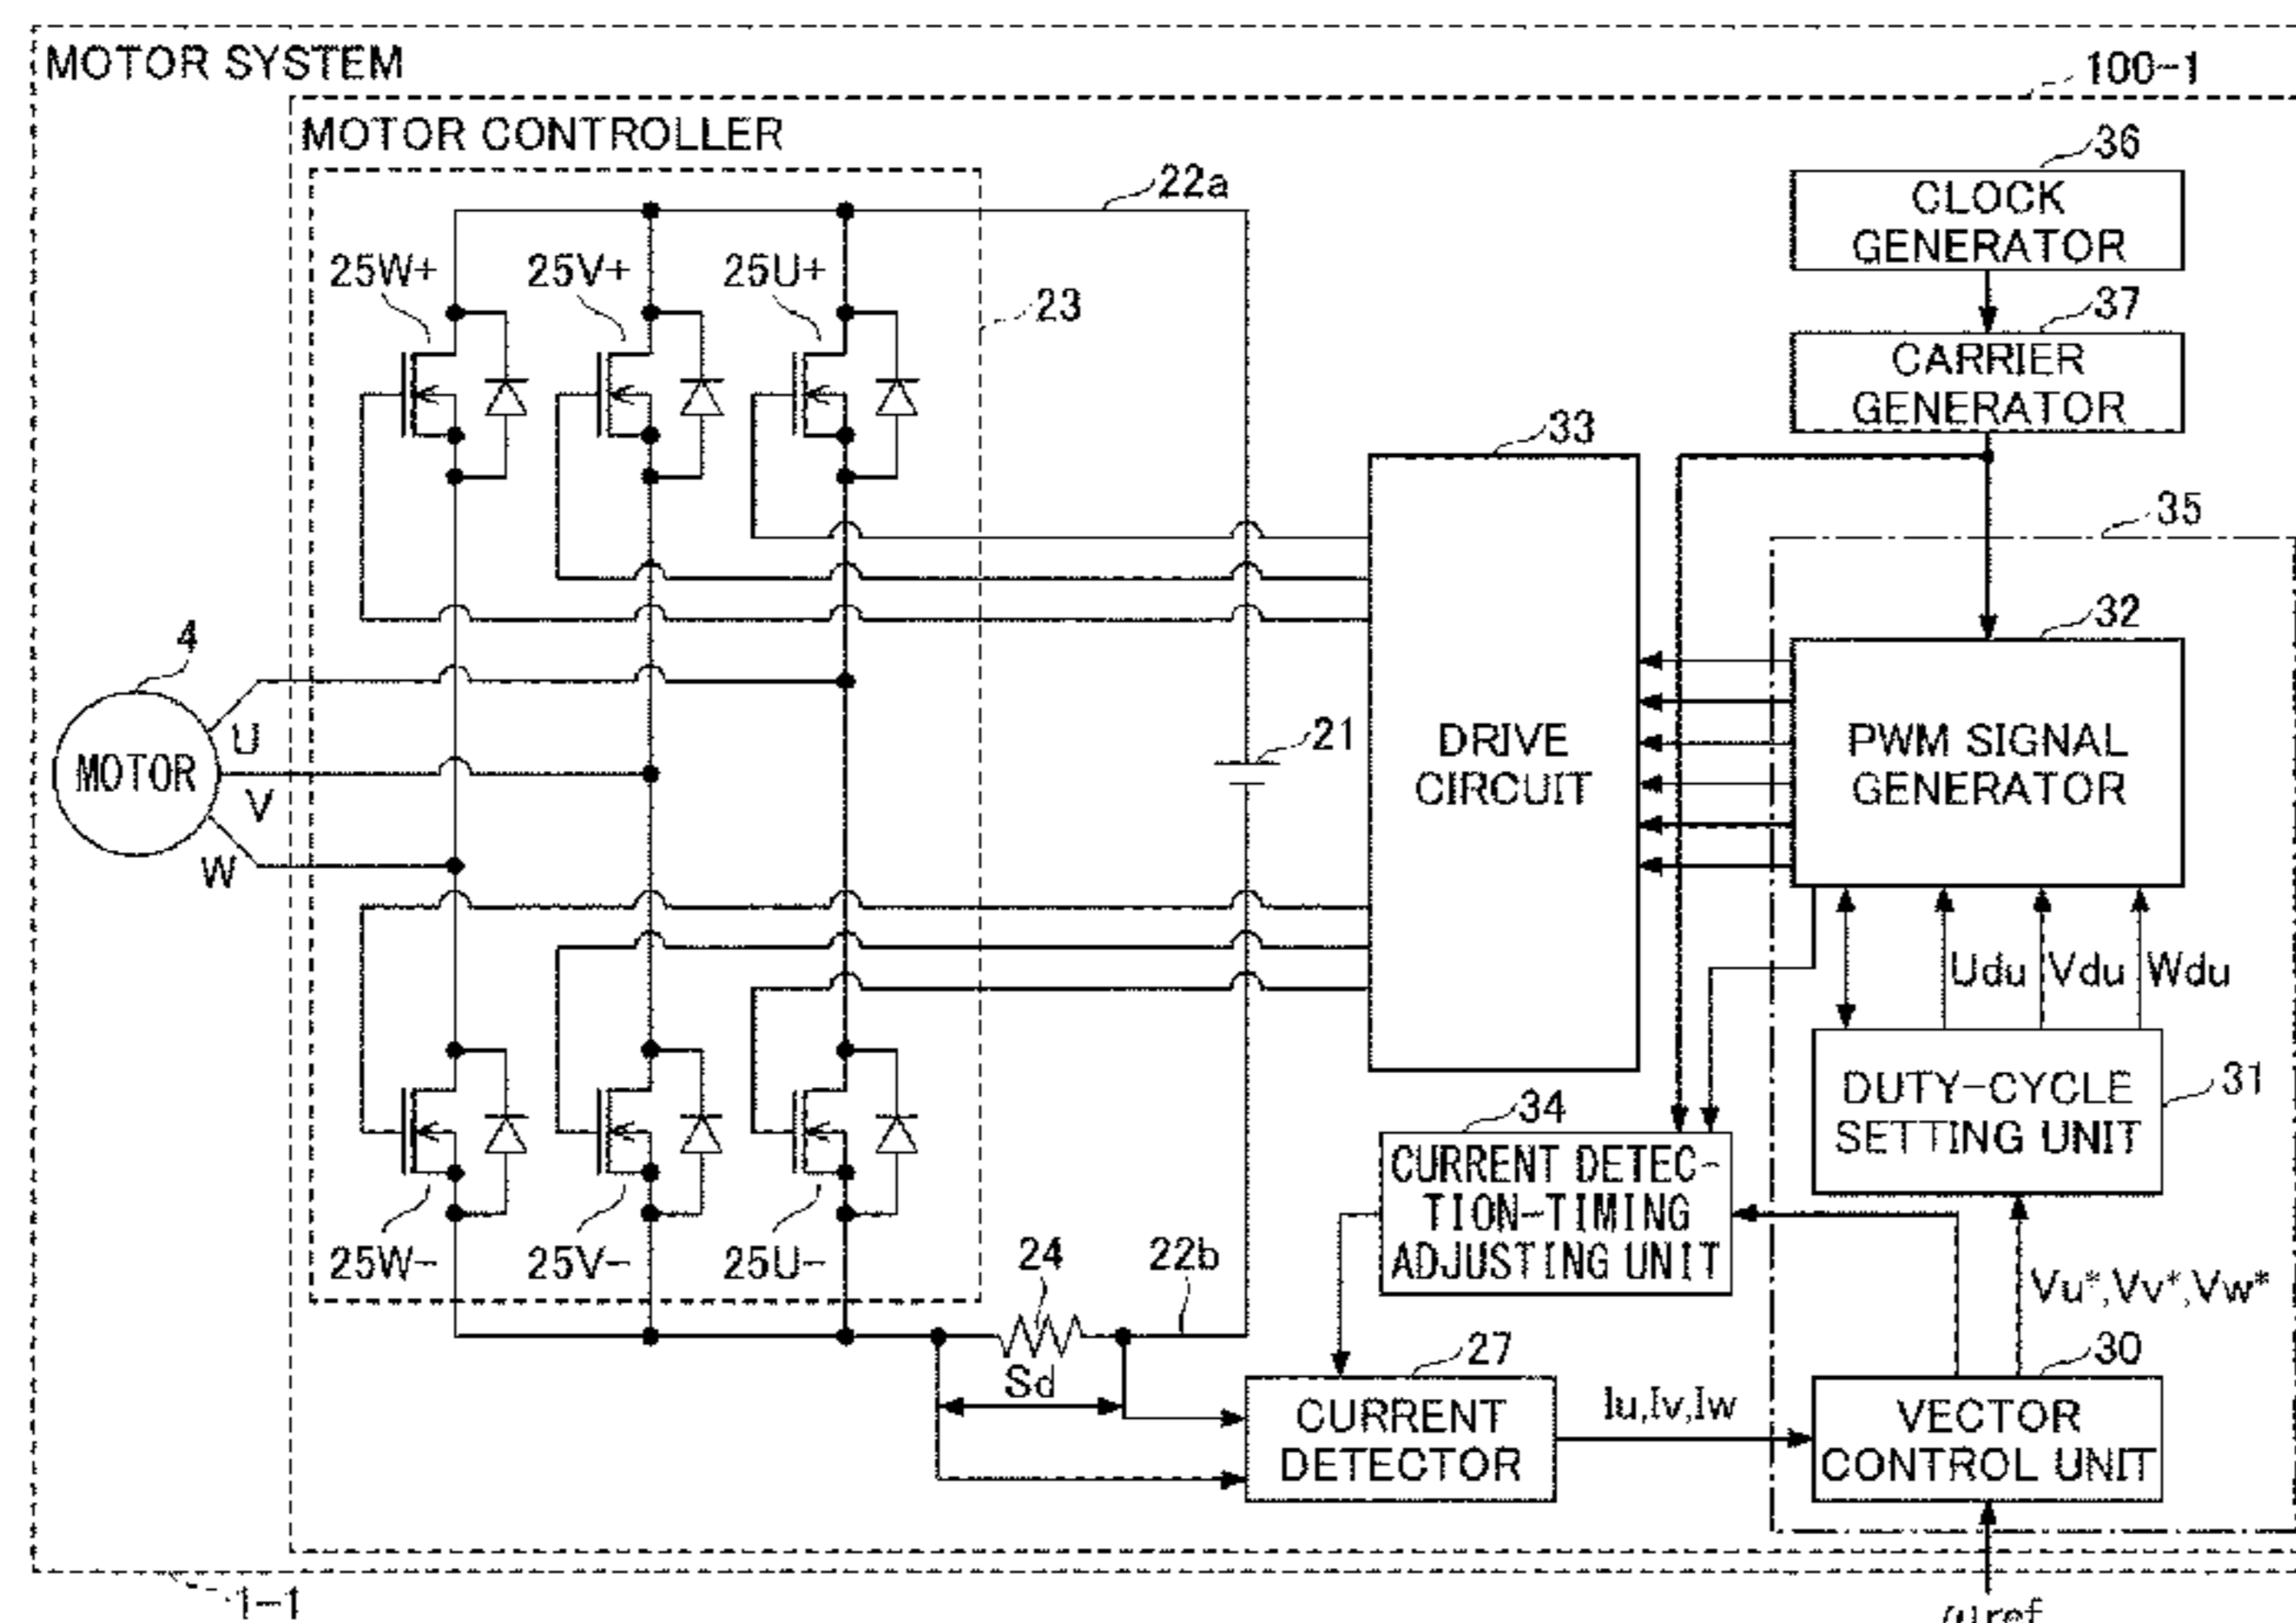 MOTOR SYSTEM
100-1
MOTOR CONTROLLER
36
22a
CLOCK
GENERATOR
25W+
25V+
25U+
23
37
CARRIER
GENERATOR
33
35
32
4
MOTOR
U
V
W
21
DRIVE
CIRCUIT
PWM SIGNAL
GENERATOR
Udu
Vdu
Wdu
DUTY-CYCLE
SETTING UNIT
31
34
CURRENT DETEC-
TION-TIMING
ADJUSTING UNIT
25W-
25V-
25U-
24
22b
Vu*,Vv*,Vw*
Sd
27
30
CURRENT
DETECTOR
Iu,Iv,Iw
VECTOR
CONTROL UNIT
1-1
ωref